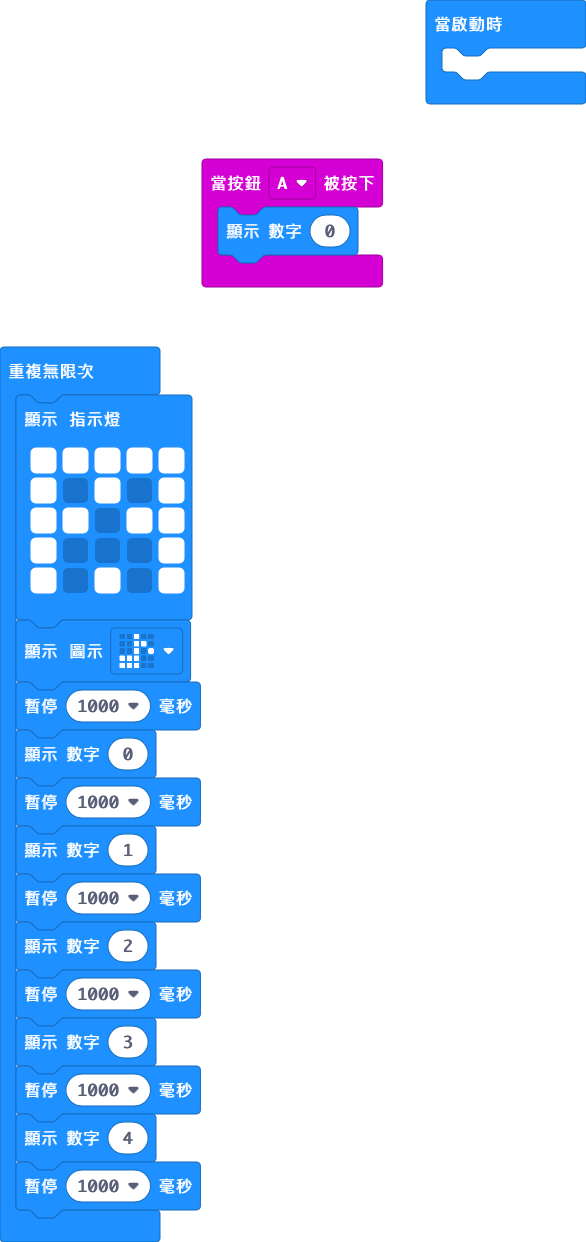 當啟動時
當按鈕 A 被按下
顯示 數字 0
重複無限次
顯示 指示燈
顯示 圖示
暫停 1000 毫秒
顯示 數字 0
暫停 1000 毫秒
顯示 數字 1
暫停 1000 毫秒
顯示 數字 2
暫停 1000 毫秒
顯示 數字 3
暫停 1000 毫秒
顯示 數字 4
暫停 1000 毫秒